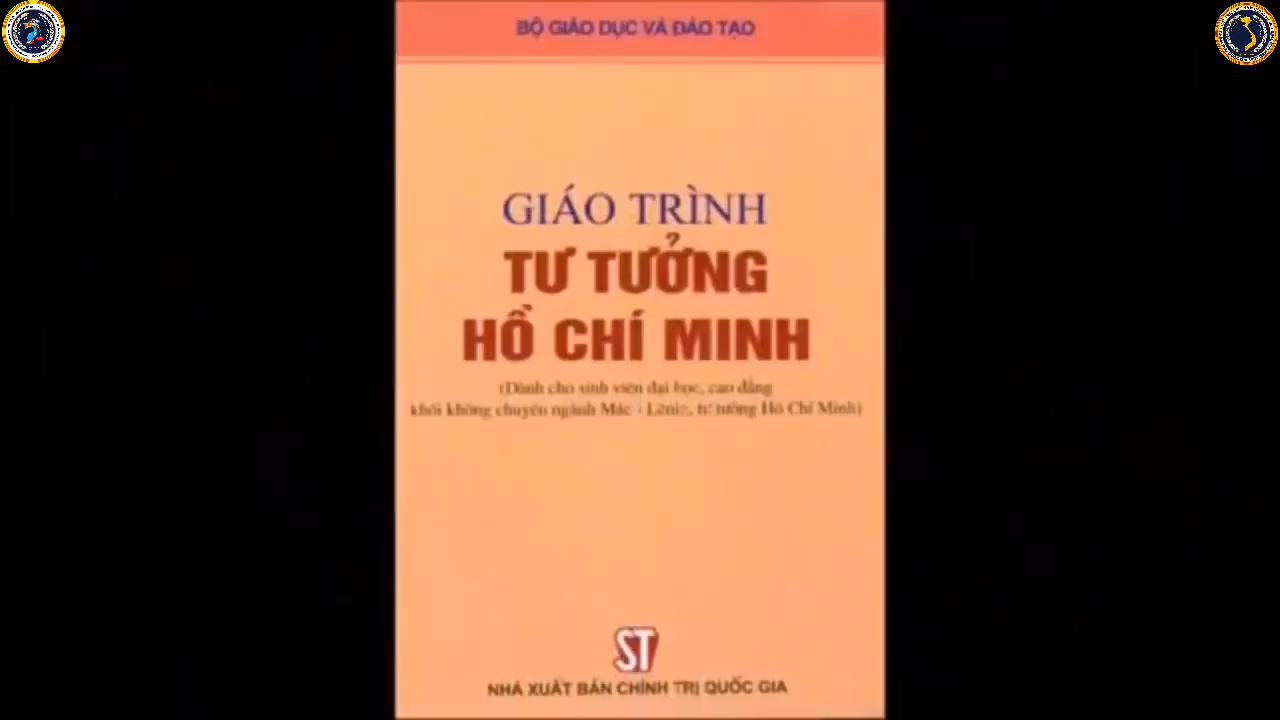 BỘ GIÁO DỤC VÀ ĐÀO TẠO
GIÁO TRÌNH
TƯ TƯỞNG
HỒ CHÍ MINH
(Dành cho sinh viên đại học, cao đẳng
khối không chuyên ngành Mác - Lênin, tư tưởng Hồ Chí Minh)
ST
NHÀ XUẤT BẢN CHÍNH TRỊ QUỐC GIA